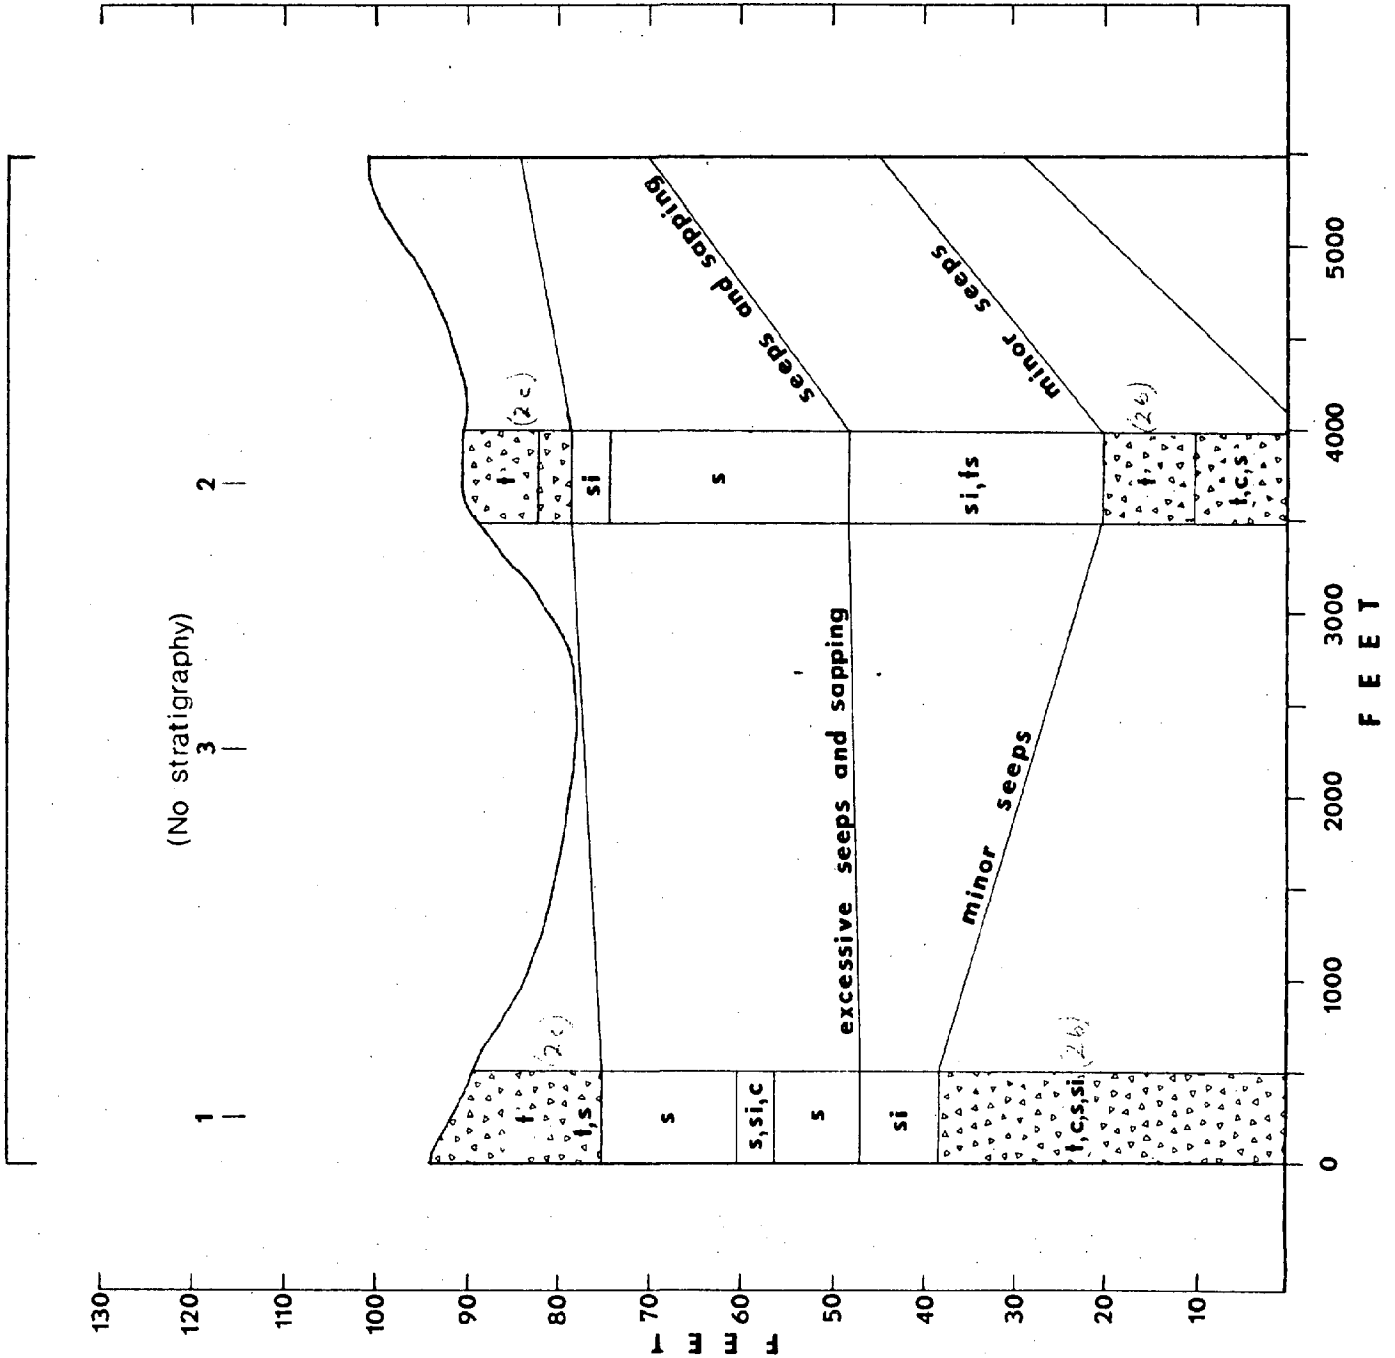 (No stratigraphy)
1
3
2
130
120
110
100
90
80
70
60
50
40
30
20
10
FEET
t
t,s
(2c)
s
s,si,c
s
si
t,c,s,si
(2b)
excessive seeps and sapping
minor seeps
t
(2c)
si
s
si,fs
t
(2b)
t,c,s
seeps and sapping
minor seeps
0
1000
2000
3000
4000
5000
FEET